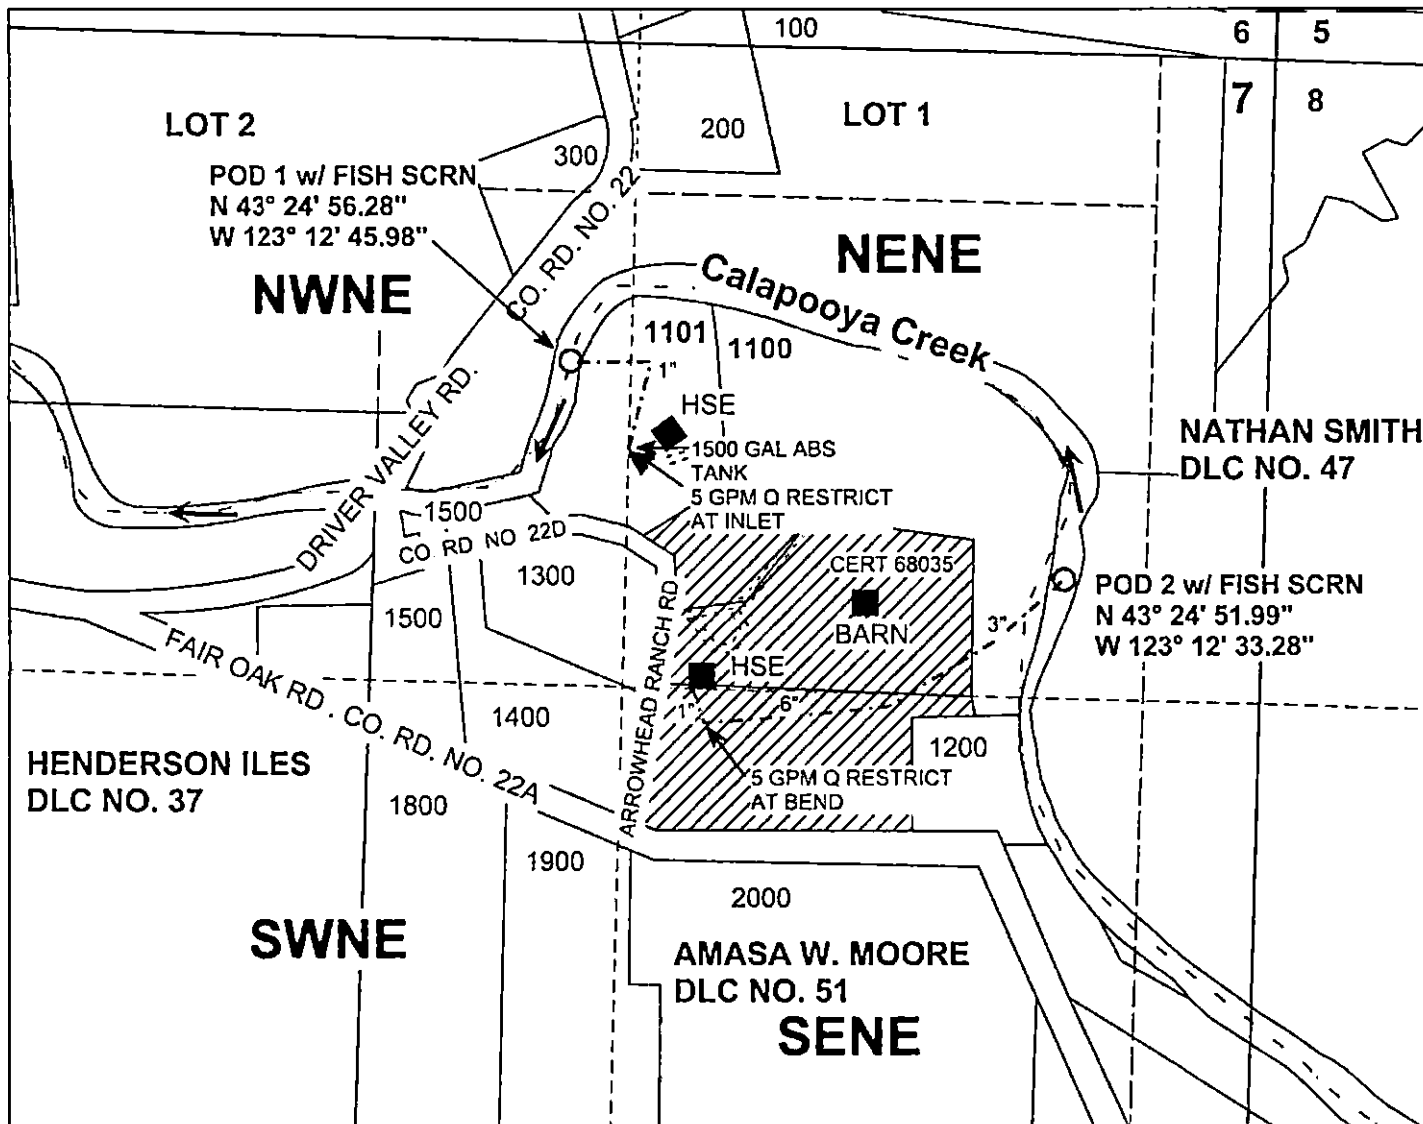 100
6
5
7
8
LOT 2
LOT 1
200
300
POD 1 w/ FISH SCRN
N 43° 24' 56.28"
W 123° 12' 45.98"
CO. RD. NO. 22
NWNE
NENE
Calapooya Creek
1101
1100
1"
HSE
DRIVER VALLEY RD.
1500 GAL ABS
TANK
5 GPM Q RESTRICT
AT INLET
NATHAN SMITH
DLC NO. 47
1500
CO. RD NO 22D
1300
CERT 68035
BARN
POD 2 w/ FISH SCRN
N 43° 24' 51.99"
W 123° 12' 33.28"
3"
1500
FAIR OAK RD. CO. RD. NO. 22A
ARROWHEAD RANCH RD
HSE
1"
6"
1400
1200
HENDERSON ILES
DLC NO. 37
5 GPM Q RESTRICT
AT BEND
1800
1900
2000
SWNE
AMASA W. MOORE
DLC NO. 51
SENE